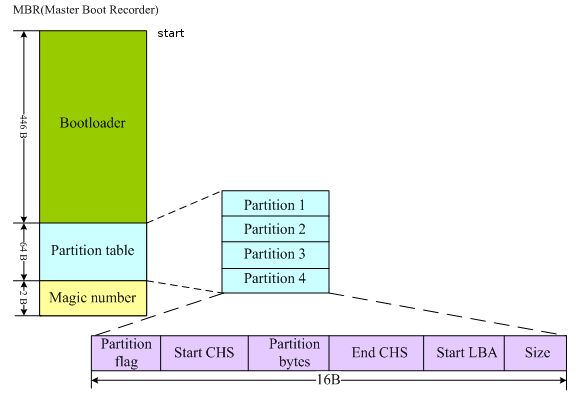 MBR(Master Boot Recorder)
start
446 B
Bootloader
64 B
Partition table
2 B
Magic number
Partition 1
Partition 2
Partition 3
Partition 4
Partition
flag
Start CHS
Partition
bytes
End CHS
Start LBA
Size
16B